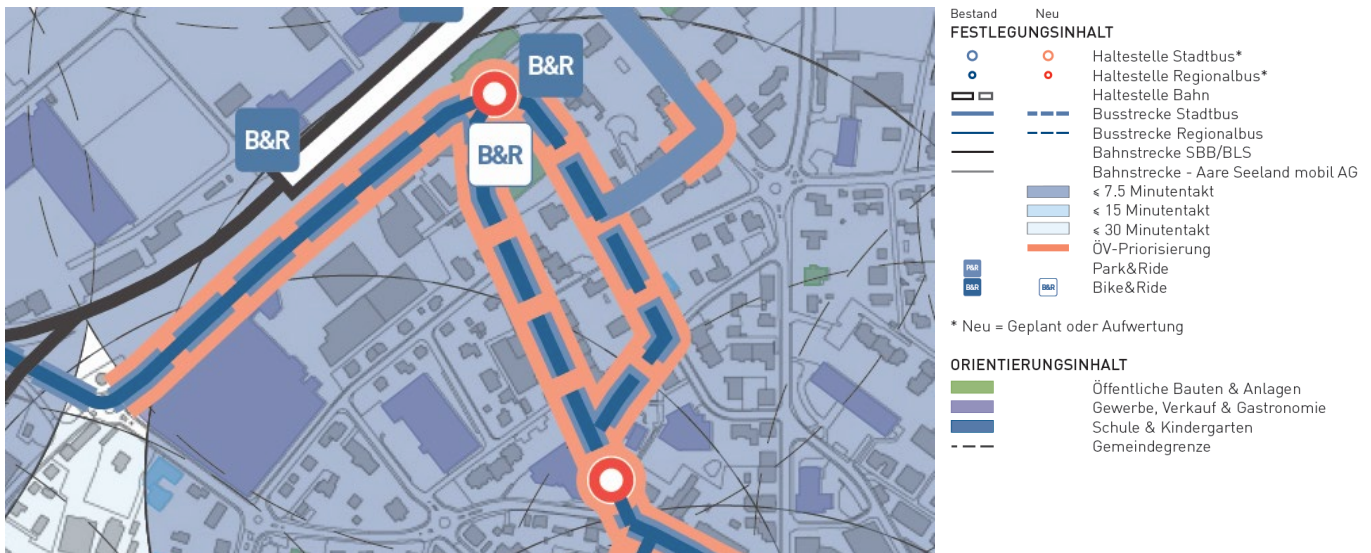 B&R
B&R
B&R
Bestand Neu
FESTLEGUNGSINHALT
Haltestelle Stadtbus*
Haltestelle Regionalbus*
Haltestelle Bahn
Busstrecke Stadtbus
Busstrecke Regionalbus
Bahnstrecke SBB/BLS
Bahnstrecke - Aare Seeland mobil AG
≤ 7.5 Minutentakt
≤ 15 Minutentakt
≤ 30 Minutentakt
ÖV-Priorisierung
P&R Park&Ride
B&R B&R Bike&Ride
* Neu = Geplant oder Aufwertung
ORIENTIERUNGSINHALT
Öffentliche Bauten & Anlagen
Gewerbe, Verkauf & Gastronomie
Schule & Kindergarten
Gemeindegrenze